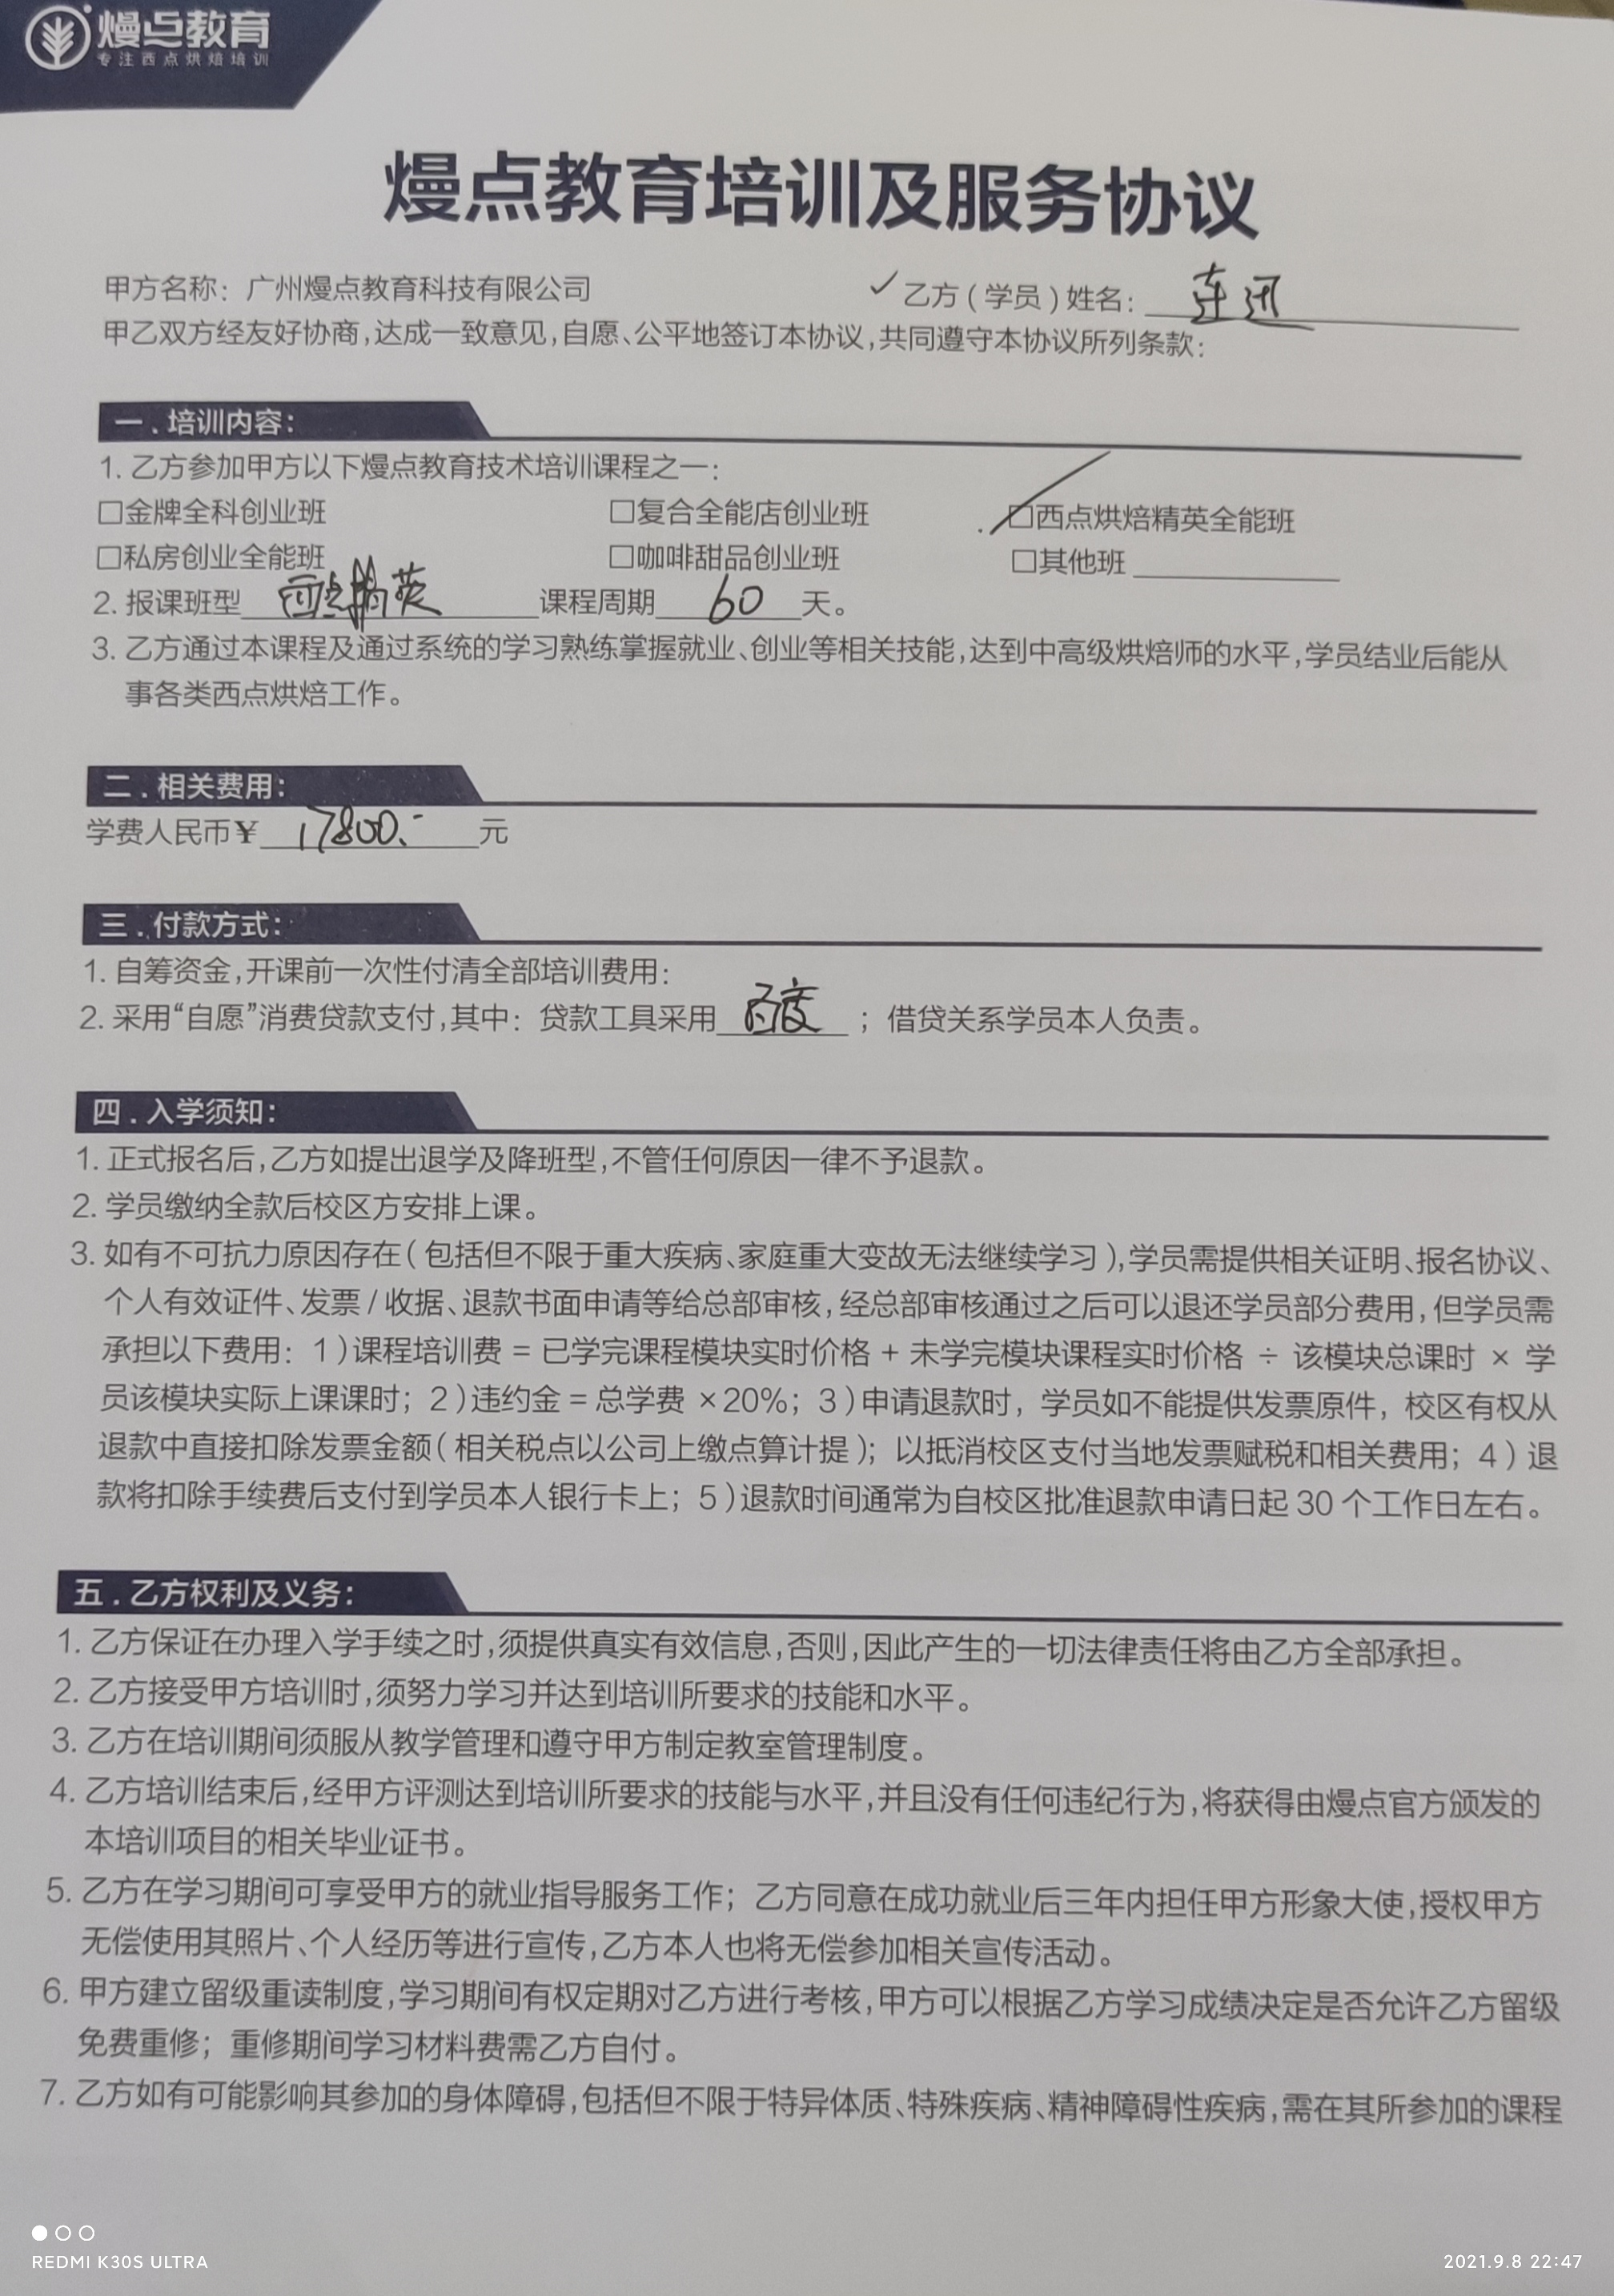 熳点教育
专注西点烘焙培训
熳点教育培训及服务协议
甲方名称：广州熳点教育科技有限公司 ✓乙方（学员）姓名：连迅
甲乙双方经友好协商，达成一致意见，自愿、公平地签订本协议，共同遵守本协议所列条款：
一.培训内容：
1. 乙方参加甲方以下熳点教育技术培训课程之一：
□金牌全科创业班 □复合全能店创业班 □西点烘焙精英全能班
□私房创业全能班 □咖啡甜品创业班 □其他班
2. 报课班型 西点精英 课程周期 60 天。
3. 乙方通过本课程及通过系统的学习熟练掌握就业、创业等相关技能，达到中高级烘焙师的水平，学员结业后能从
事各类西点烘焙工作。
二.相关费用：
学费人民币¥ 17800.- 元
三.付款方式：
1. 自筹资金，开课前一次性付清全部培训费用：
2. 采用“自愿”消费贷款支付，其中：贷款工具采用 百度 ；借贷关系学员本人负责。
四.入学须知：
1. 正式报名后，乙方如提出退学及降班型，不管任何原因一律不予退款。
2. 学员缴纳全款后校区方安排上课。
3. 如有不可抗力原因存在（包括但不限于重大疾病、家庭重大变故无法继续学习），学员需提供相关证明、报名协议、
个人有效证件、发票/收据、退款书面申请等给总部审核，经总部审核通过之后可以退还学员部分费用，但学员需
承担以下费用：1）课程培训费 = 已学完课程模块实时价格 + 未学完模块课程实时价格 ÷ 该模块总课时 × 学
员该模块实际上课课时；2）违约金 = 总学费 ×20%；3）申请退款时，学员如不能提供发票原件，校区有权从
退款中直接扣除发票金额（相关税点以公司上缴点算计提）；以抵消校区支付当地发票赋税和相关费用；4）退
款将扣除手续费后支付到学员本人银行卡上；5）退款时间通常为自校区批准退款申请日起 30 个工作日左右。
五.乙方权利及义务：
1. 乙方保证在办理入学手续之时，须提供真实有效信息，否则，因此产生的一切法律责任将由乙方全部承担。
2. 乙方接受甲方培训时，须努力学习并达到培训所要求的技能和水平。
3. 乙方在培训期间须服从教学管理和遵守甲方制定教室管理制度。
4. 乙方培训结束后，经甲方评测达到培训所要求的技能与水平，并且没有任何违纪行为，将获得由熳点官方颁发的
本培训项目的相关毕业证书。
5. 乙方在学习期间可享受甲方的就业指导服务工作；乙方同意在成功就业后三年内担任甲方形象大使，授权甲方
无偿使用其照片、个人经历等进行宣传，乙方本人也将无偿参加相关宣传活动。
6. 甲方建立留级重读制度，学习期间有权定期对乙方进行考核，甲方可以根据乙方学习成绩决定是否允许乙方留级
免费重修；重修期间学习材料费需乙方自付。
7. 乙方如有可能影响其参加的身体障碍，包括但不限于特异体质、特殊疾病、精神障碍性疾病，需在其所参加的课程
REDMI K30S ULTRA
2021.9.8 22:47